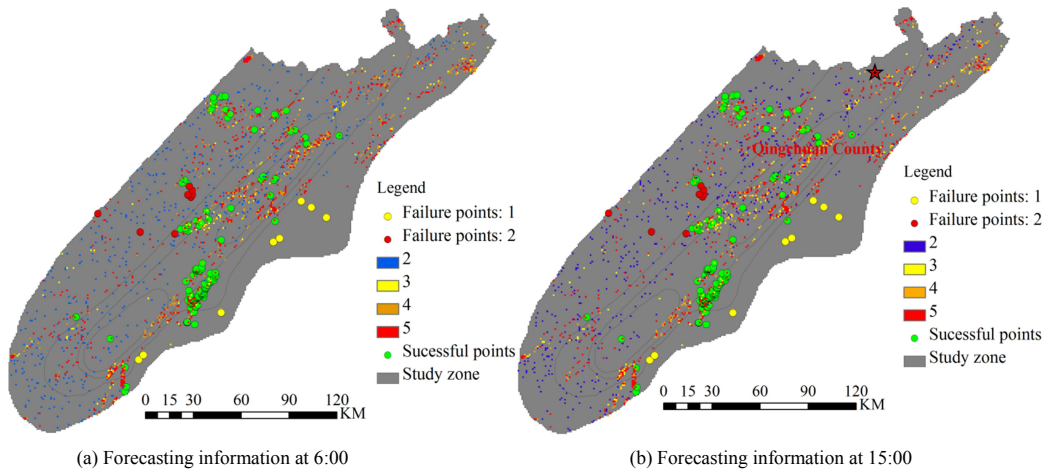 Legend
Failure points: 1
Failure points: 2
2
3
4
5
Sucessful points
Study zone
0 15 30 60 90 120
KM
(a) Forecasting information at 6:00
Qingchuan County
Legend
Failure points: 1
Failure points: 2
2
3
4
5
Sucessful points
Study zone
0 15 30 60 90 120
KM
(b) Forecasting information at 15:00